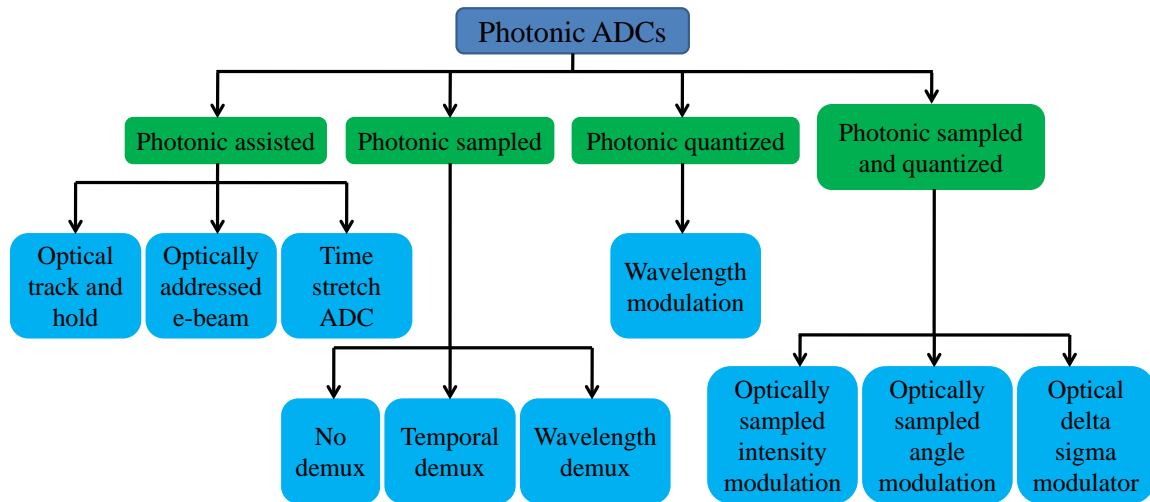 Photonic ADCs
Photonic assisted
Photonic sampled
Photonic quantized
Photonic sampled
and quantized
Optical
track and
hold
Optically
addressed
e-beam
Time
stretch
ADC
Wavelength
modulation
No
demux
Temporal
demux
Wavelength
demux
Optically
sampled
intensity
modulation
Optically
sampled
angle
modulation
Optical
delta
sigma
modulator